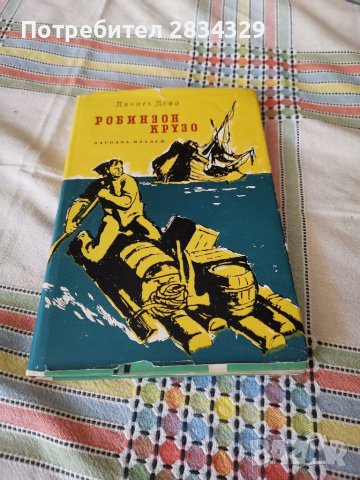 Потребител 2834329
Даниел Дефо
РОБИНЗОН
КРУЗО
НАРОДНА МЛАДЕЖ